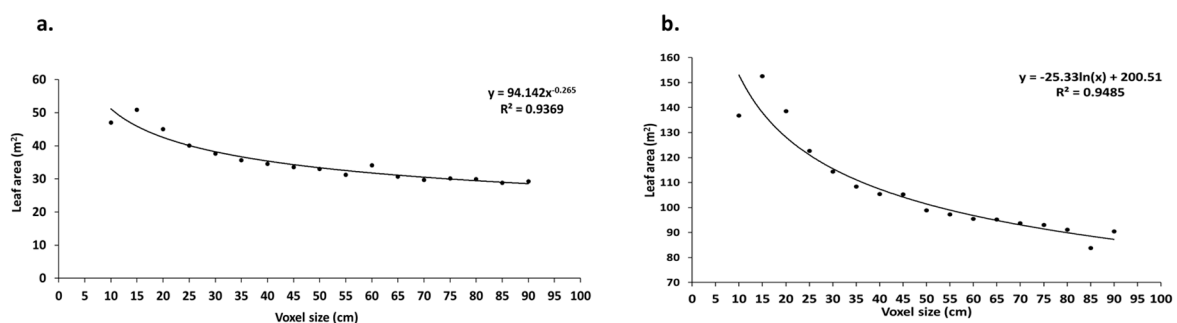 a.
y = 94.142x^-0.265
R² = 0.9369
Leaf area (m²)
60
50
40
30
20
10
0
0 5 10 15 20 25 30 35 40 45 50 55 60 65 70 75 80 85 90 95 100
Voxel size (cm)
b.
y = -25.33ln(x) + 200.51
R² = 0.9485
Leaf area (m²)
160
150
140
130
120
110
100
90
80
70
0 5 10 15 20 25 30 35 40 45 50 55 60 65 70 75 80 85 90 95 100
Voxel size (cm)